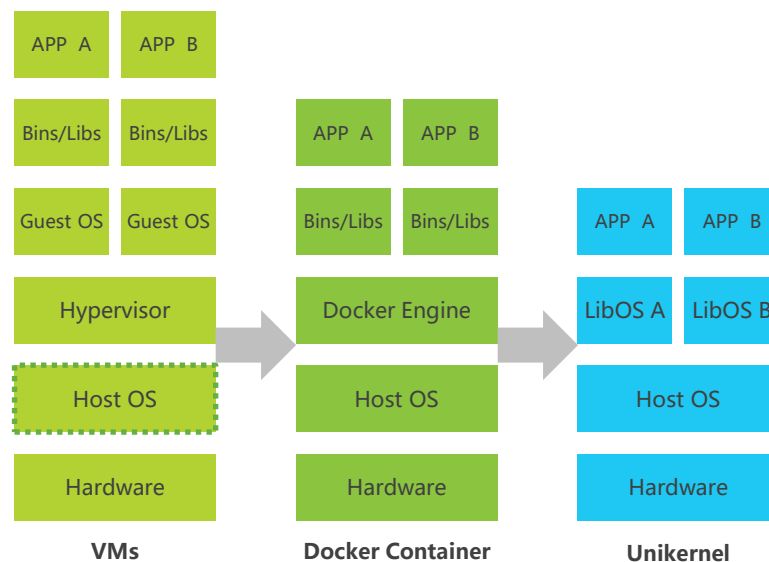 APP A
APP B
Bins/Libs
Bins/Libs
Guest OS
Guest OS
Hypervisor
Host OS
Hardware
VMs
APP A
APP B
Bins/Libs
Bins/Libs
Docker Engine
Host OS
Hardware
Docker Container
APP A
APP B
LibOS A
LibOS B
Host OS
Hardware
Unikernel